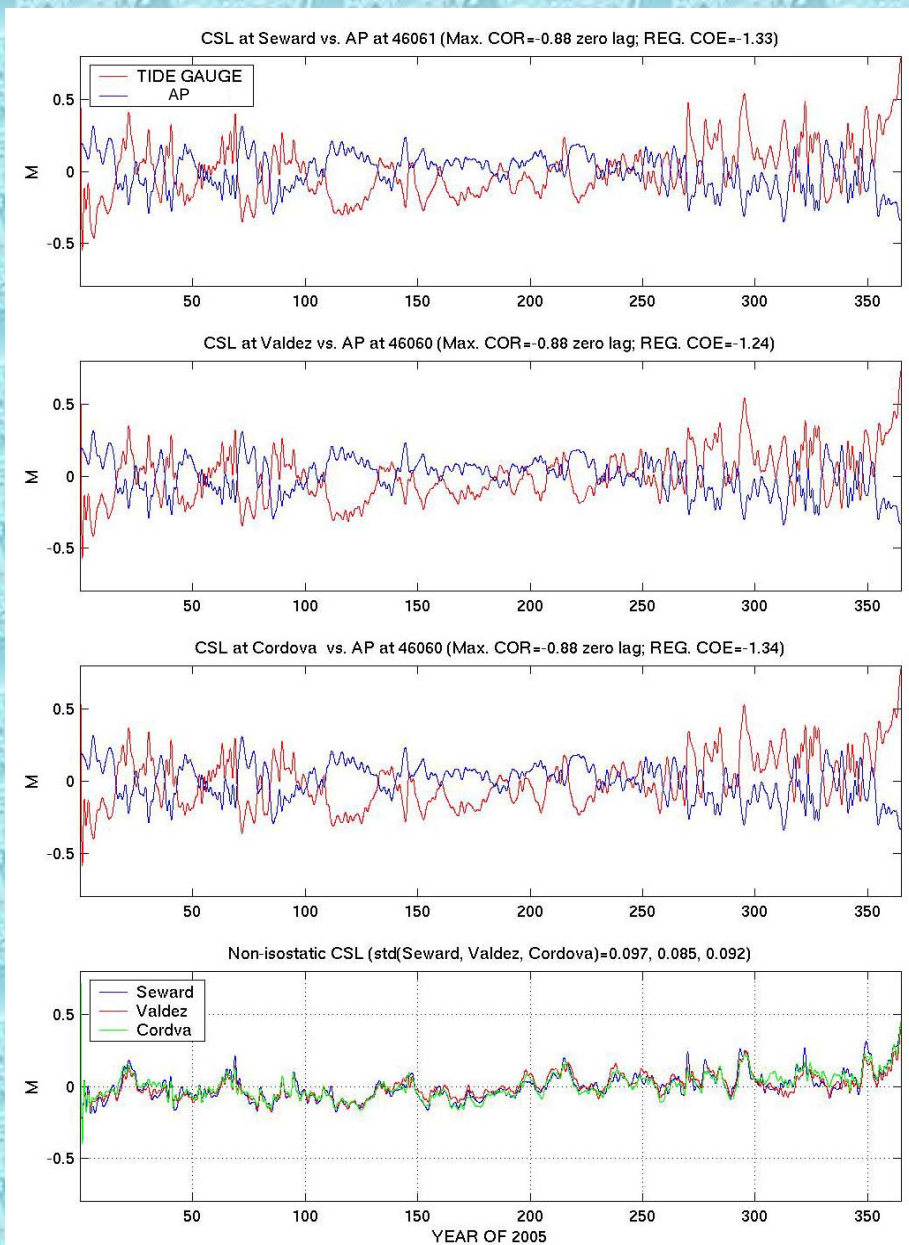 CSL at Seward vs. AP at 46061 (Max. COR=-0.88 zero lag; REG. COE=-1.33)
TIDE GAUGE
AP
0.5
0
-0.5
M
50 100 150 200 250 300 350
CSL at Valdez vs. AP at 46060 (Max. COR=-0.88 zero lag; REG. COE=-1.24)
0.5
0
-0.5
M
50 100 150 200 250 300 350
CSL at Cordova vs. AP at 46060 (Max. COR=-0.88 zero lag; REG. COE=-1.34)
0.5
0
-0.5
M
50 100 150 200 250 300 350
Non-isostatic CSL (std(Seward, Valdez, Cordova)=0.097, 0.085, 0.092)
Seward
Valdez
Cordva
0.5
0
-0.5
M
50 100 150 200 250 300 350
YEAR OF 2005